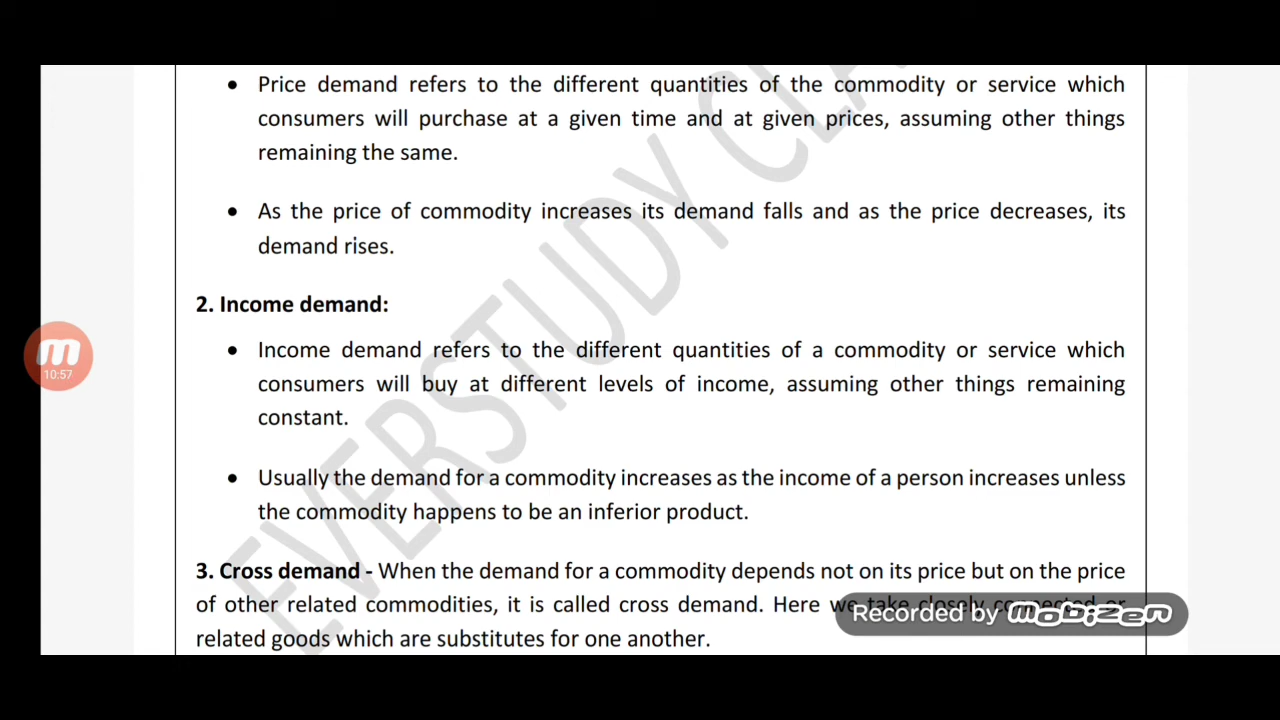 • Price demand refers to the different quantities of the commodity or service which
consumers will purchase at a given time and at given prices, assuming other things
remaining the same.
• As the price of commodity increases its demand falls and as the price decreases, its
demand rises.
2. Income demand:
• Income demand refers to the different quantities of a commodity or service which
consumers will buy at different levels of income, assuming other things remaining
constant.
• Usually the demand for a commodity increases as the income of a person increases unless
the commodity happens to be an inferior product.
3. Cross demand - When the demand for a commodity depends not on its price but on the price
of other related commodities, it is called cross demand. Here we take closely connected or
related goods which are substitutes for one another.
EVERSTUDY
10:57
Recorded by mobizen